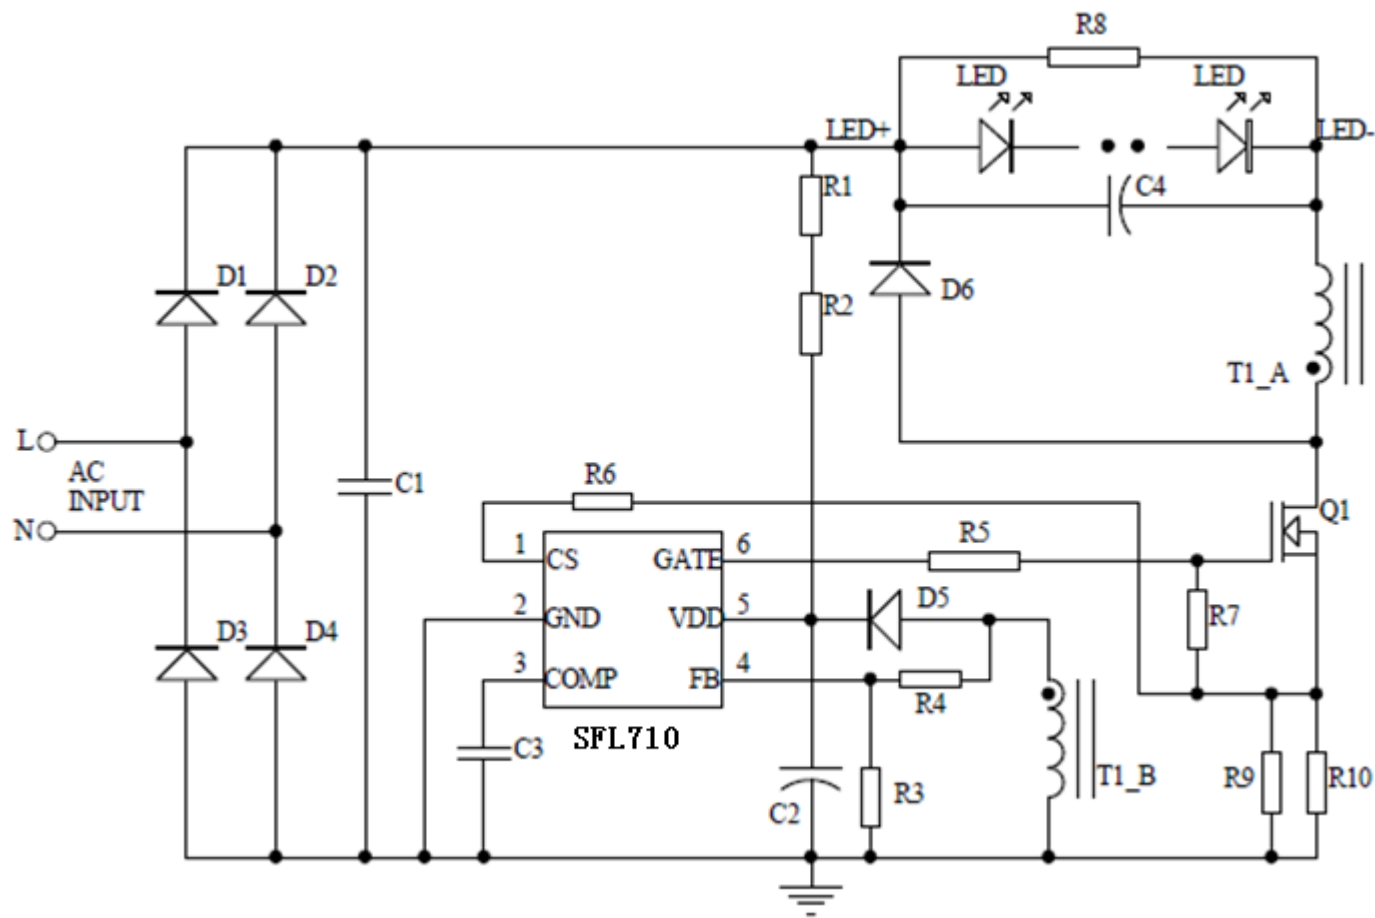 R8
LED
LED
LED+
LED-
R1
C4
D1
D2
R2
D6
T1_A
L
AC
INPUT
N
C1
R6
Q1
1
CS
GATE
6
R5
2
GND
VDD
5
D5
R7
3
COMP
FB
4
R4
D3
D4
SFL710
C3
C2
R3
T1_B
R9
R10